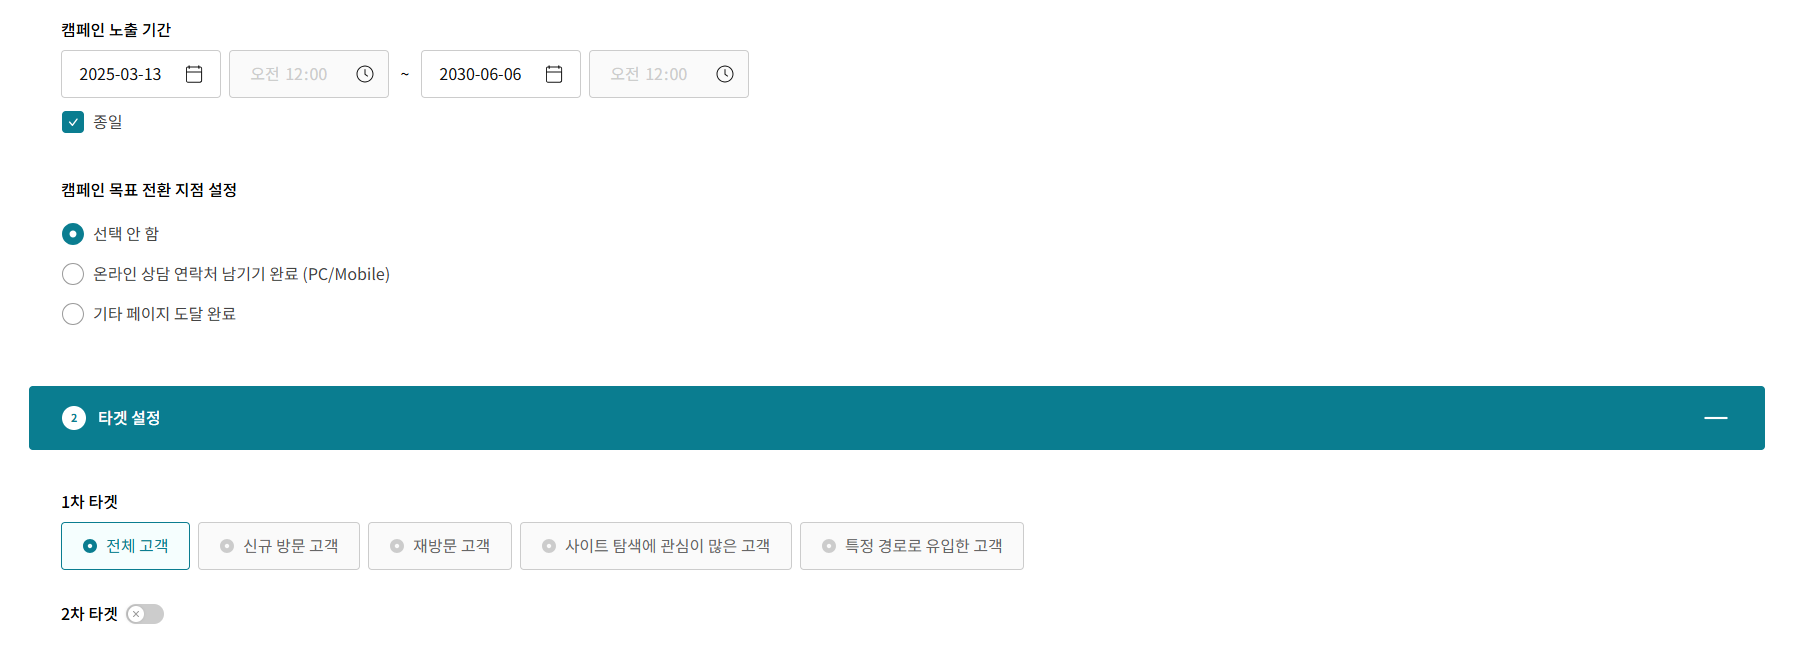 캠페인 노출 기간
2025-03-13 오전 12:00 ~ 2030-06-06 오전 12:00
종일
캠페인 목표 전환 지점 설정
선택 안 함
온라인 상담 연락처 남기기 완료 (PC/Mobile)
기타 페이지 도달 완료
2 타겟 설정
1차 타겟
전체 고객 신규 방문 고객 재방문 고객 사이트 탐색에 관심이 많은 고객 특정 경로로 유입한 고객
2차 타겟